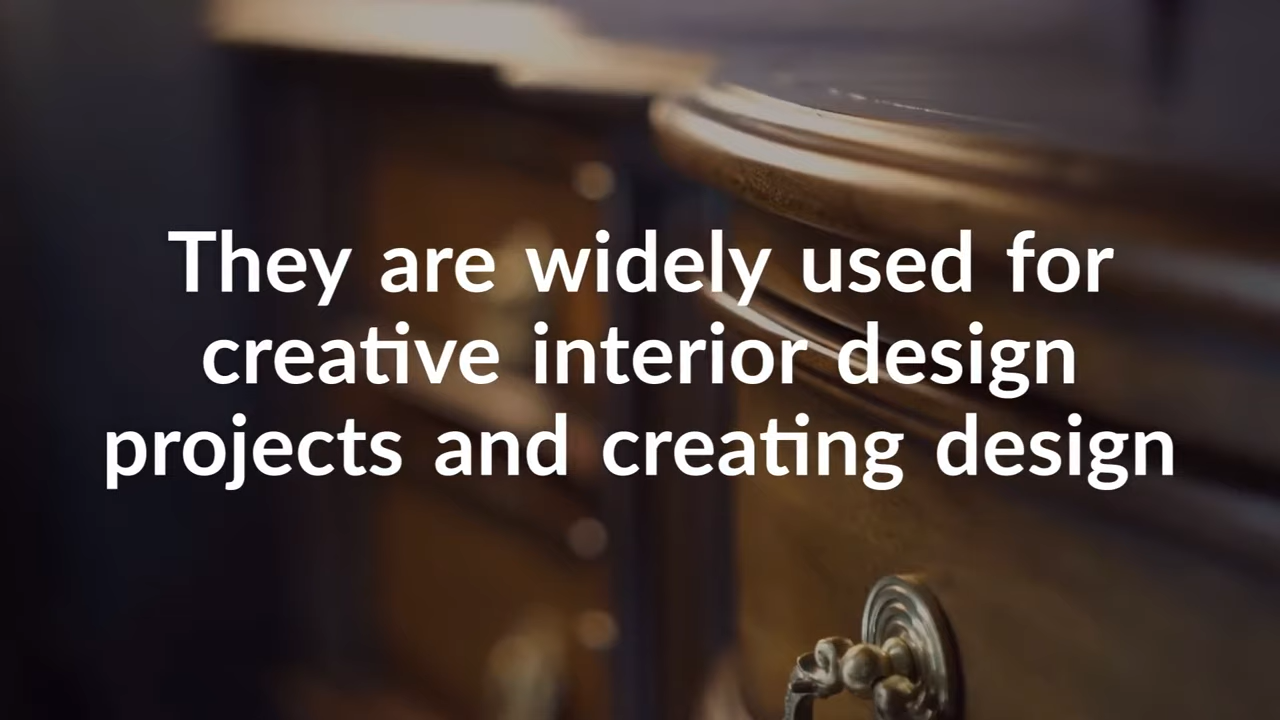 They are widely used for
creative interior design
projects and creating design